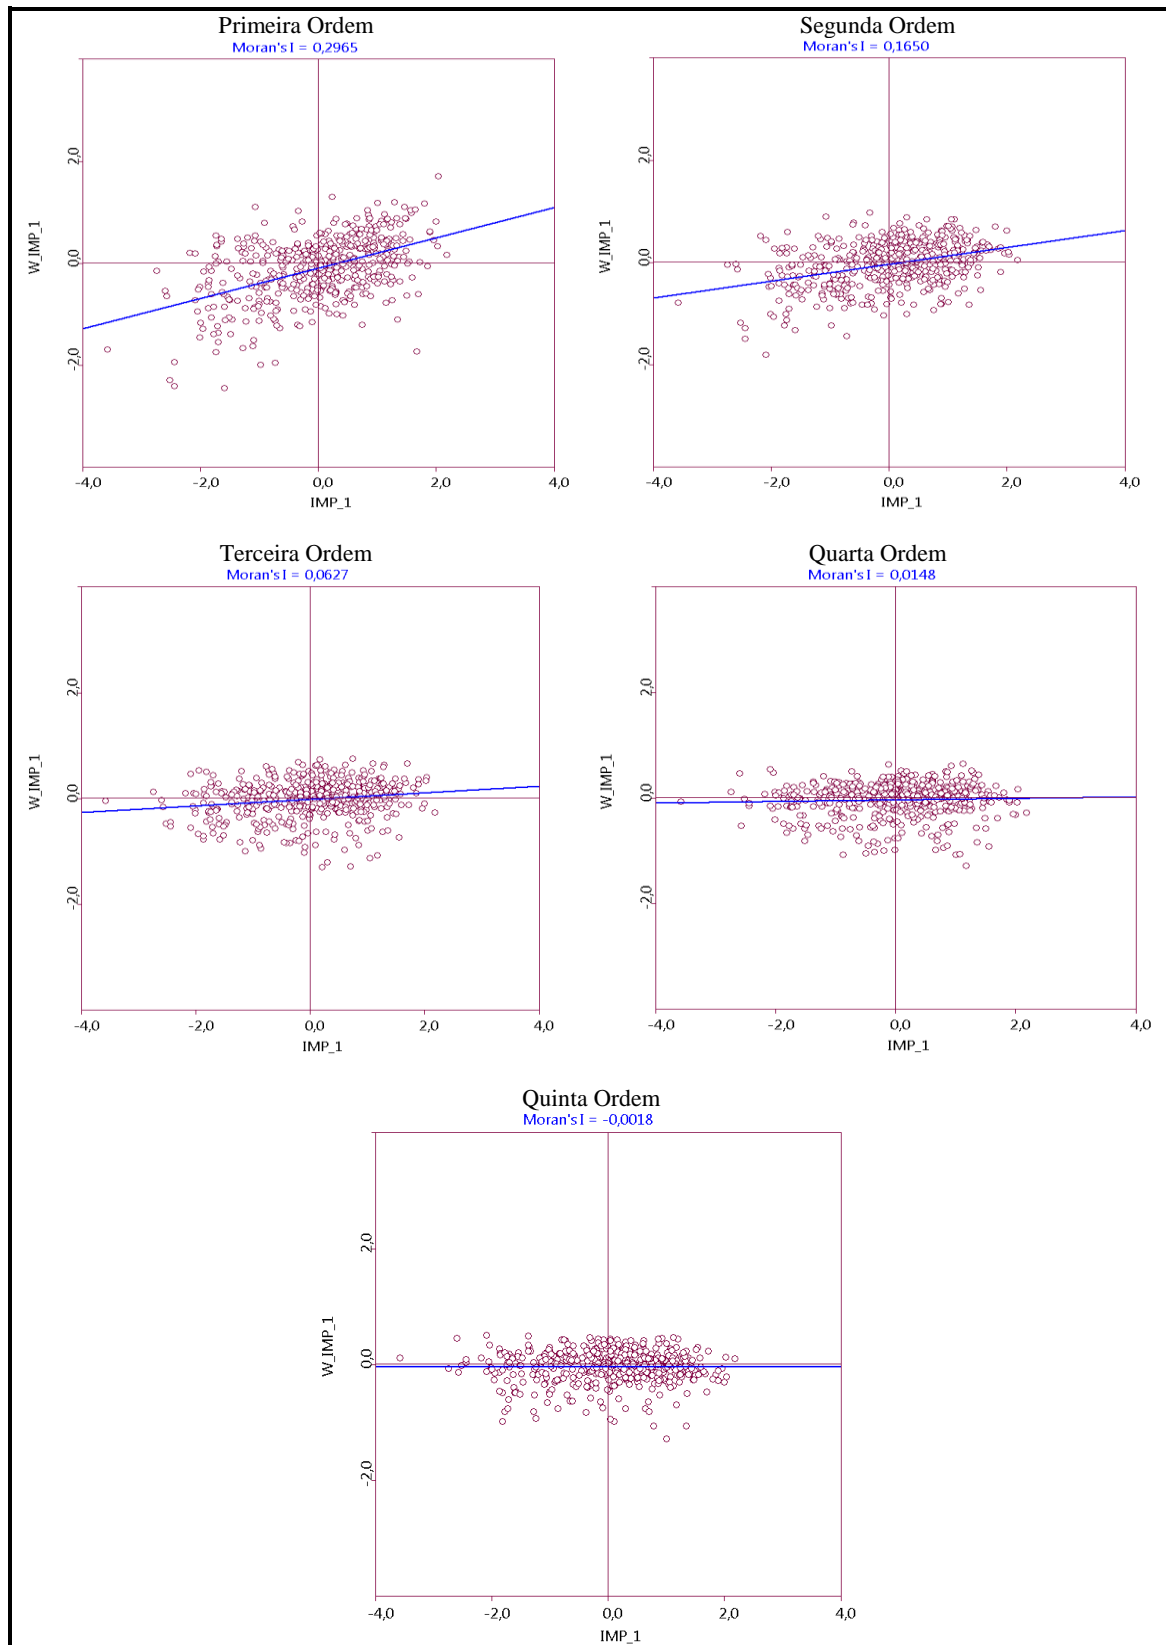 Primeira Ordem
Moran's I = 0,2965
2,0
0,0
-2,0
W_IMP_1
-4,0 -2,0 0,0 2,0 4,0
IMP_1
Segunda Ordem
Moran's I = 0,1650
2,0
0,0
-2,0
W_IMP_1
-4,0 -2,0 0,0 2,0 4,0
IMP_1
Terceira Ordem
Moran's I = 0,0627
2,0
0,0
-2,0
W_IMP_1
-4,0 -2,0 0,0 2,0 4,0
IMP_1
Quarta Ordem
Moran's I = 0,0148
2,0
0,0
-2,0
W_IMP_1
-4,0 -2,0 0,0 2,0 4,0
IMP_1
Quinta Ordem
Moran's I = -0,0018
2,0
0,0
-2,0
W_IMP_1
-4,0 -2,0 0,0 2,0 4,0
IMP_1